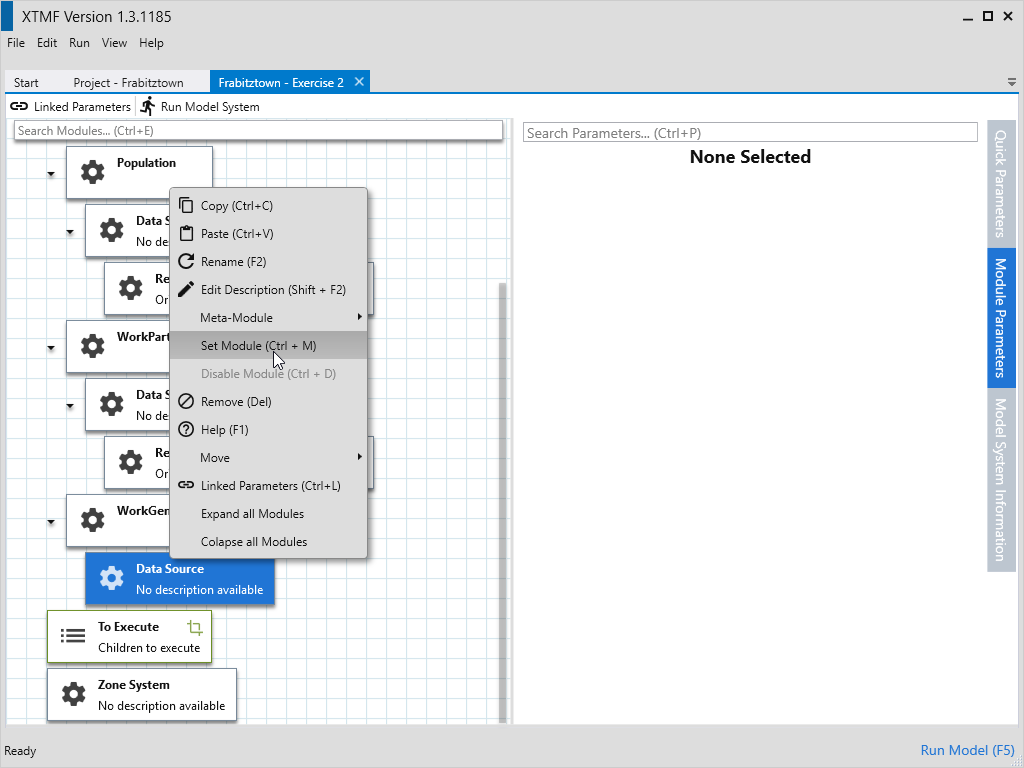 XTMF Version 1.3.1185
File Edit Run View Help
Start Project - Frabitztown Frabitztown - Exercise 2
Linked Parameters Run Model System
Search Modules... (Ctrl+E)
Population
Data S
No de
Re
Or
WorkPart
Data S
No de
Re
Or
WorkGen
Data Source
No description available
To Execute
Children to execute
Zone System
No description available
Copy (Ctrl+C)
Paste (Ctrl+V)
Rename (F2)
Edit Description (Shift + F2)
Meta-Module
Set Module (Ctrl + M)
Disable Module (Ctrl + D)
Remove (Del)
Help (F1)
Move
Linked Parameters (Ctrl+L)
Expand all Modules
Colapse all Modules
Search Parameters... (Ctrl+P)
None Selected
Quick Parameters
Module Parameters
Model System Information
Ready
Run Model (F5)